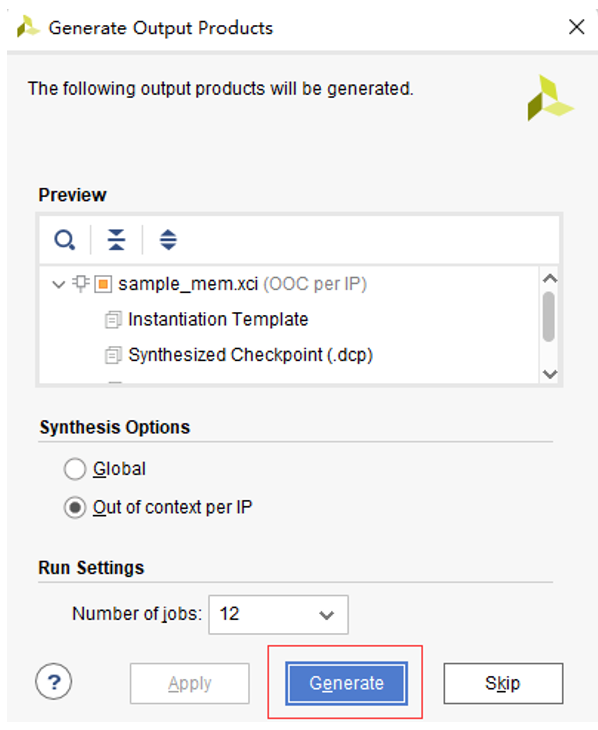 Generate Output Products
The following output products will be generated.
Preview
sample_mem.xci (OOC per IP)
Instantiation Template
Synthesized Checkpoint (.dcp)
Synthesis Options
Global
Out of context per IP
Run Settings
Number of jobs: 12
? Apply Generate Skip